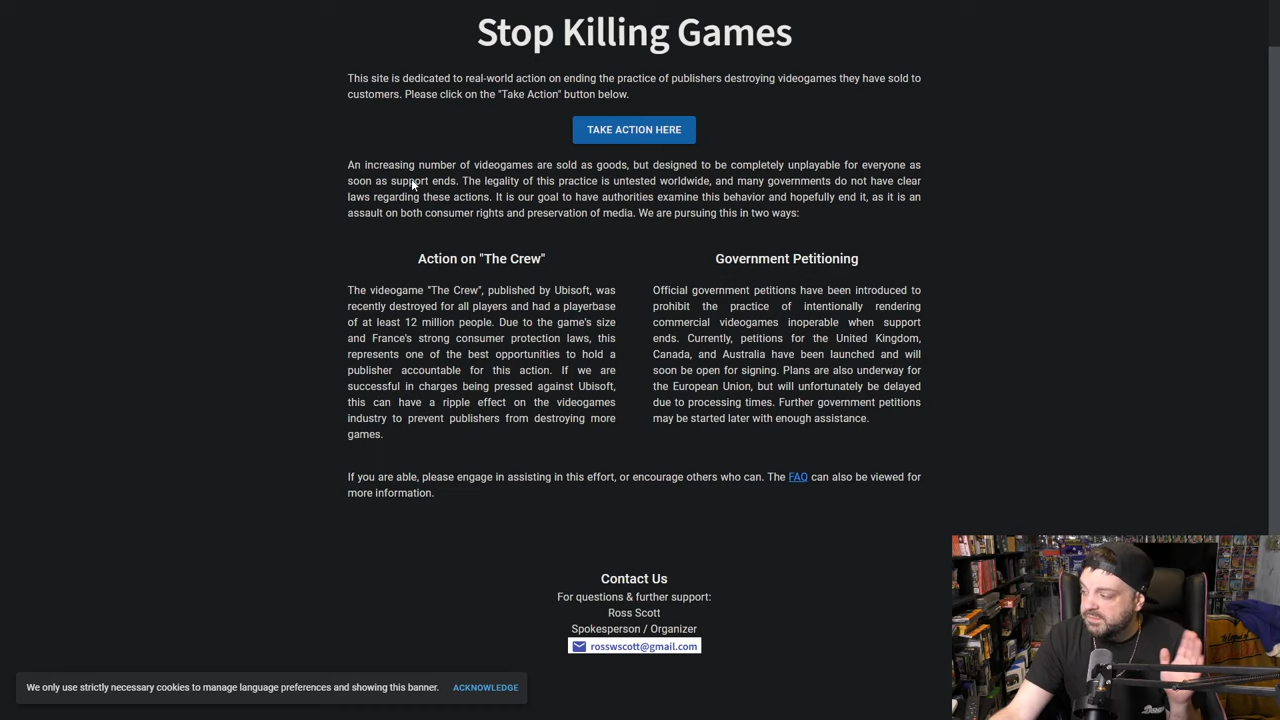 Stop Killing Games
This site is dedicated to real-world action on ending the practice of publishers destroying videogames they have sold to
customers. Please click on the "Take Action" button below.
TAKE ACTION HERE
An increasing number of videogames are sold as goods, but designed to be completely unplayable for everyone as
soon as support ends. The legality of this practice is untested worldwide, and many governments do not have clear
laws regarding these actions. It is our goal to have authorities examine this behavior and hopefully end it, as it is an
assault on both consumer rights and preservation of media. We are pursuing this in two ways:
Action on "The Crew"
The videogame "The Crew", published by Ubisoft, was
recently destroyed for all players and had a playerbase
of at least 12 million people. Due to the game's size
and France's strong consumer protection laws, this
represents one of the best opportunities to hold a
publisher accountable for this action. If we are
successful in charges being pressed against Ubisoft,
this can have a ripple effect on the videogames
industry to prevent publishers from destroying more
games.
Government Petitioning
Official government petitions have been introduced to
prohibit the practice of intentionally rendering
commercial videogames inoperable when support
ends. Currently, petitions for the United Kingdom,
Canada, and Australia have been launched and will
soon be open for signing. Plans are also underway for
the European Union, but will unfortunately be delayed
due to processing times. Further government petitions
may be started later with enough assistance.
If you are able, please engage in assisting in this effort, or encourage others who can. The FAQ can also be viewed for
more information.
Contact Us
For questions & further support:
Ross Scott
Spokesperson / Organizer
rosswscott@gmail.com
We only use strictly necessary cookies to manage language preferences and showing this banner.
ACKNOWLEDGE